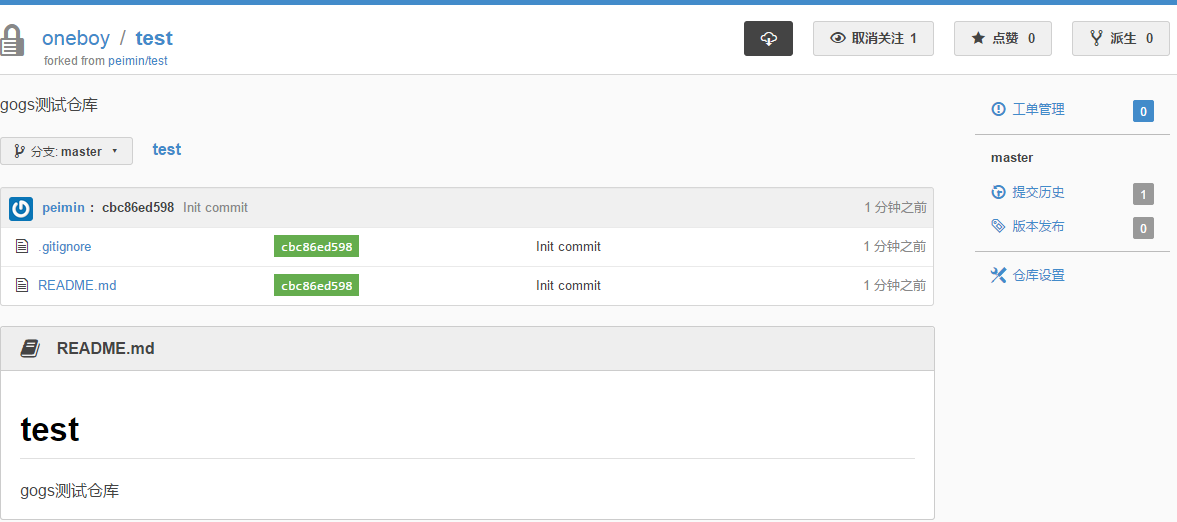 oneboy / test
forked from peimin/test
取消关注 1
点赞 0
派生 0
gogs测试仓库
分支: master
test
peimin : cbc86ed598 Init commit 1 分钟之前
.gitignore cbc86ed598 Init commit 1 分钟之前
README.md cbc86ed598 Init commit 1 分钟之前
README.md
test
gogs测试仓库
工单管理 0
master
提交历史 1
版本发布 0
仓库设置